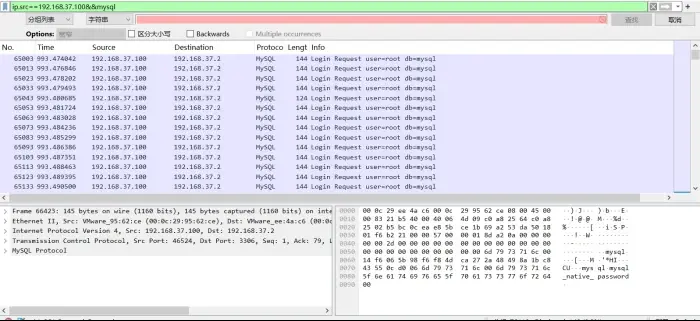 ip.src==192.168.37.100&&mysql
分组列表 字符串 查找 取消
Options: 区分大小写 Backwards Multiple occurrences
No. Time Source Destination Protoco Lengt Info
65003 993.474042 192.168.37.100 192.168.37.2 MySQL 144 Login Request user=root db=mysql
65013 993.476846 192.168.37.100 192.168.37.2 MySQL 144 Login Request user=root db=mysql
65023 993.478202 192.168.37.100 192.168.37.2 MySQL 144 Login Request user=root db=mysql
65033 993.479493 192.168.37.100 192.168.37.2 MySQL 144 Login Request user=root db=mysql
65043 993.480685 192.168.37.100 192.168.37.2 MySQL 124 Login Request user=root db=mysql
65053 993.481724 192.168.37.100 192.168.37.2 MySQL 144 Login Request user=root db=mysql
65063 993.483028 192.168.37.100 192.168.37.2 MySQL 144 Login Request user=root db=mysql
65073 993.484236 192.168.37.100 192.168.37.2 MySQL 144 Login Request user=root db=mysql
65083 993.485299 192.168.37.100 192.168.37.2 MySQL 144 Login Request user=root db=mysql
65093 993.486386 192.168.37.100 192.168.37.2 MySQL 144 Login Request user=root db=mysql
65103 993.487351 192.168.37.100 192.168.37.2 MySQL 144 Login Request user=root db=mysql
65113 993.488463 192.168.37.100 192.168.37.2 MySQL 144 Login Request user=root db=mysql
65123 993.489395 192.168.37.100 192.168.37.2 MySQL 144 Login Request user=root db=mysql
65133 993.490500 192.168.37.100 192.168.37.2 MySQL 144 Login Request user=root db=mysql
Frame 66423: 145 bytes on wire (1160 bits), 145 bytes captured (1160 bits) on inte
Ethernet II, Src: VMware_95:62:ce (00:0c:29:95:62:ce), Dst: VMware_ee:4a:c6 (00:0
Internet Protocol Version 4, Src: 192.168.37.100, Dst: 192.168.37.2
Transmission Control Protocol, Src Port: 46524, Dst Port: 3306, Seq: 1, Ack: 79, L
MySQL Protocol
0000 00 0c 29 ee 4a c6 00 0c 29 95 62 ce 08 00 45 00
0010 00 83 21 b5 40 00 40 06 4d 09 c0 a8 25 64 c0 a8
0020 25 02 b5 bc 0c ea e8 5b ce 1b 69 a2 53 da 50 18
0030 01 f6 b2 21 00 00 57 00 00 01 8d a2 0a 00 00 00
0040 00 00 2d 00 00 00 00 00 00 00 00 00 00 00 00 00
0050 00 00 00 00 00 00 00 00 00 00 6d 79 73 71 6c 00 mysql
0060 14 f6 06 5b 98 f6 f8 4d ca 27 2a 48 49 8a 1b c8
0070 43 55 0c d0 06 6d 79 73 71 6c 00 6d 79 73 71 6c CU···mys ql·mysql
0080 5f 6e 61 74 69 76 65 5f 70 61 73 73 77 6f 72 64 _native_ password
0090 00